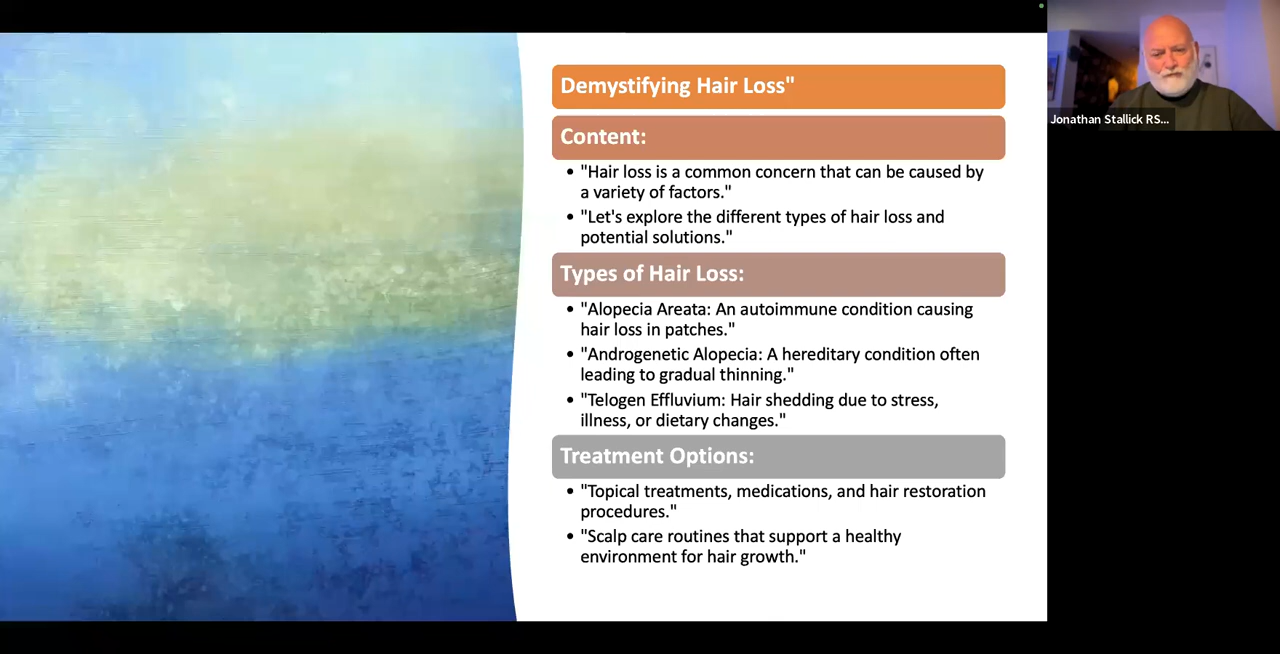 Demystifying Hair Loss"
Content:
• "Hair loss is a common concern that can be caused by
a variety of factors."
• "Let's explore the different types of hair loss and
potential solutions."
Types of Hair Loss:
• "Alopecia Areata: An autoimmune condition causing
hair loss in patches."
• "Androgenetic Alopecia: A hereditary condition often
leading to gradual thinning."
• "Telogen Effluvium: Hair shedding due to stress,
illness, or dietary changes."
Treatment Options:
• "Topical treatments, medications, and hair restoration
procedures."
• "Scalp care routines that support a healthy
environment for hair growth."
Jonathan Stallick RS...